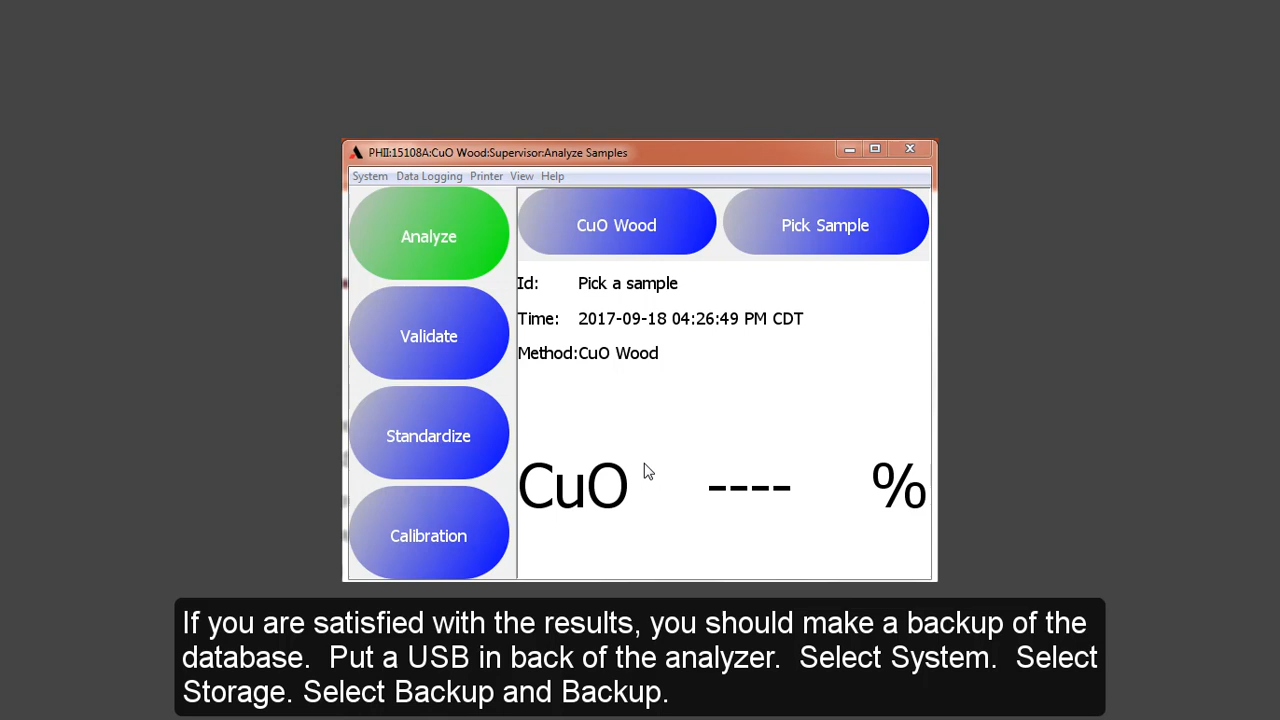 PHII:15108A:CuO Wood:Supervisor:Analyze Samples
System Data Logging Printer View Help
Analyze
Validate
Standardize
Calibration
CuO Wood Pick Sample
Id: Pick a sample
Time: 2017-09-18 04:26:49 PM CDT
Method:CuO Wood
CuO ---- %
If you are satisfied with the results, you should make a backup of the
database.  Put a USB in back of the analyzer.  Select System.  Select
Storage. Select Backup and Backup.